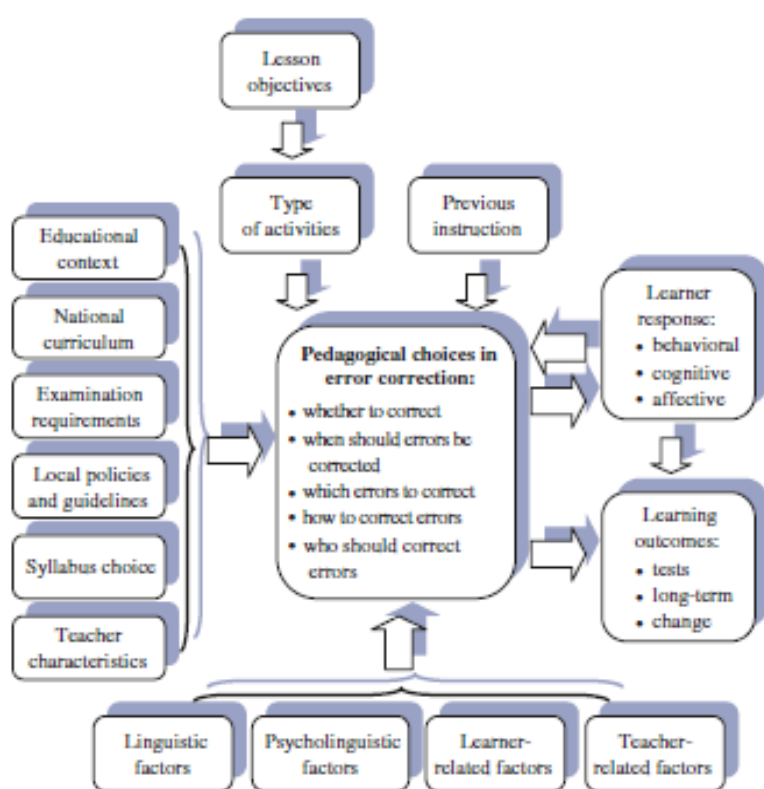 Lesson
objectives
Type
of activities
Previous
instruction
Educational
context
National
curriculum
Examination
requirements
Local policies
and guidelines
Syllabus choice
Teacher
characteristics
Pedagogical choices in
error correction:
• whether to correct
• when should errors be
corrected
• which errors to correct
• how to correct errors
• who should correct
errors
Learner
response:
• behavioral
• cognitive
• affective
Learning
outcomes:
• tests
• long-term
• change
Linguistic
factors
Psycholinguistic
factors
Learner-
related factors
Teacher-
related factors